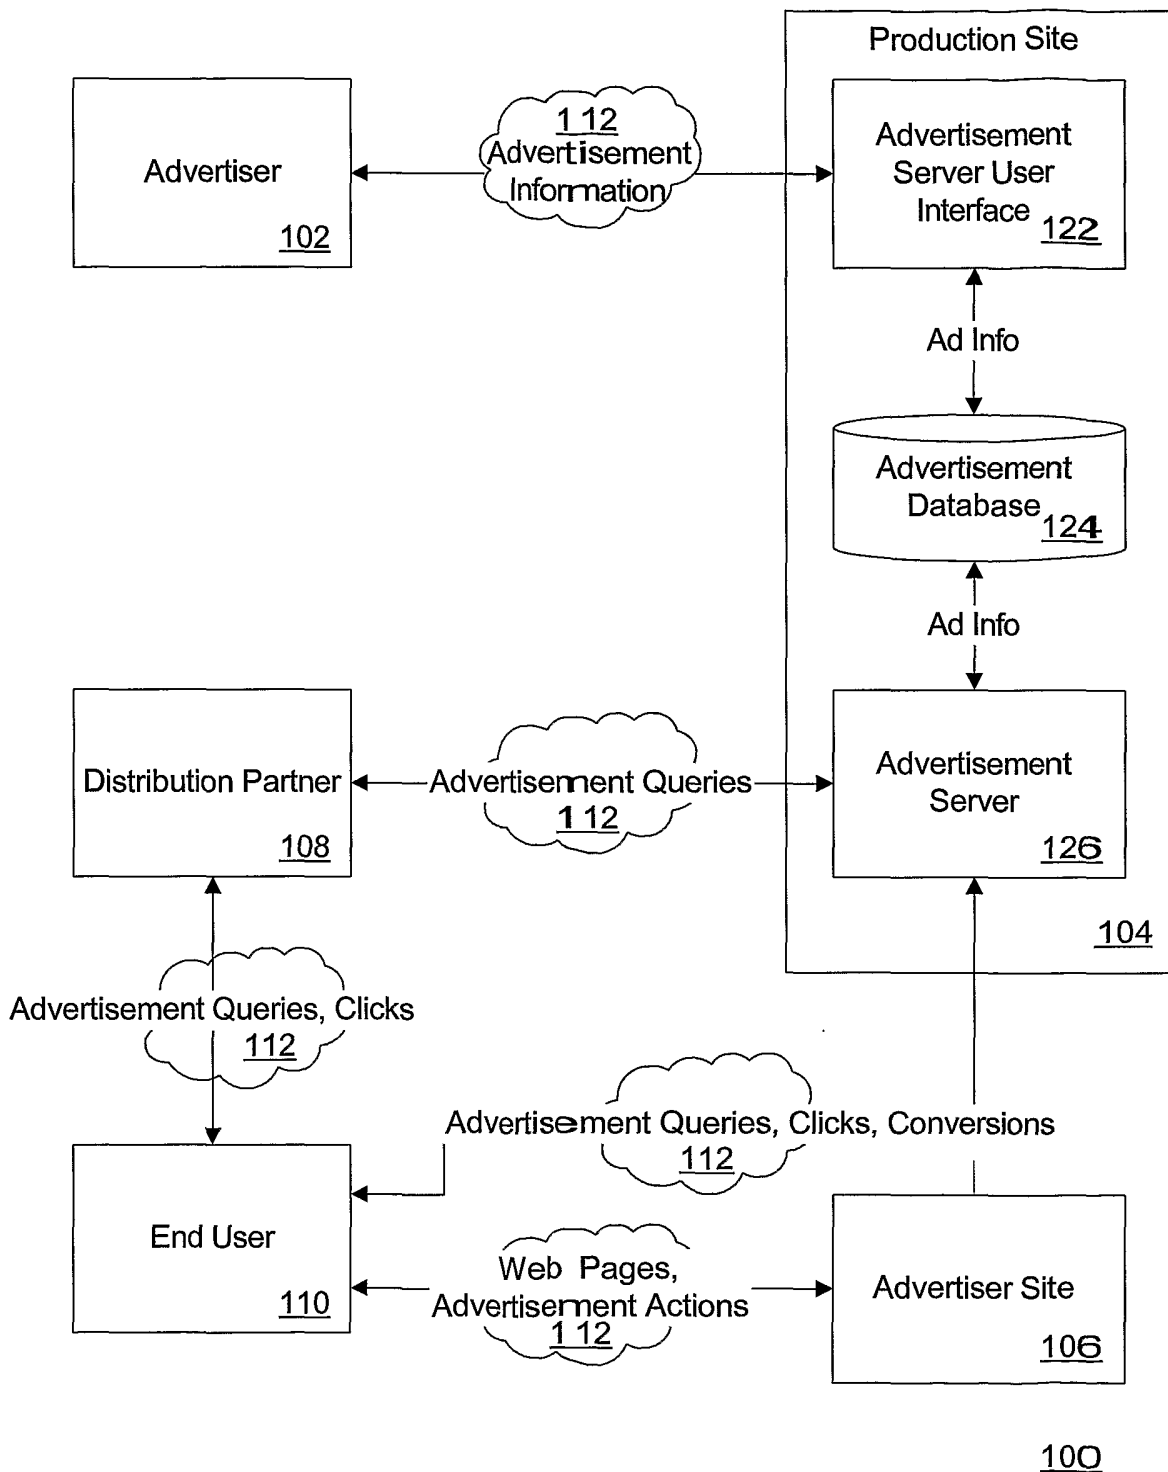 Production Site
Advertiser
102
112
Advertisement
Information
Advertisement
Server User
Interface
122
Ad Info
Advertisement
Database
124
Ad Info
Distribution Partner
108
Advertisement Queries
112
Advertisement
Server
126
104
Advertisement Queries, Clicks
112
Advertisement Queries, Clicks, Conversions
112
End User
110
Web Pages,
Advertisement Actions
112
Advertiser Site
106
100